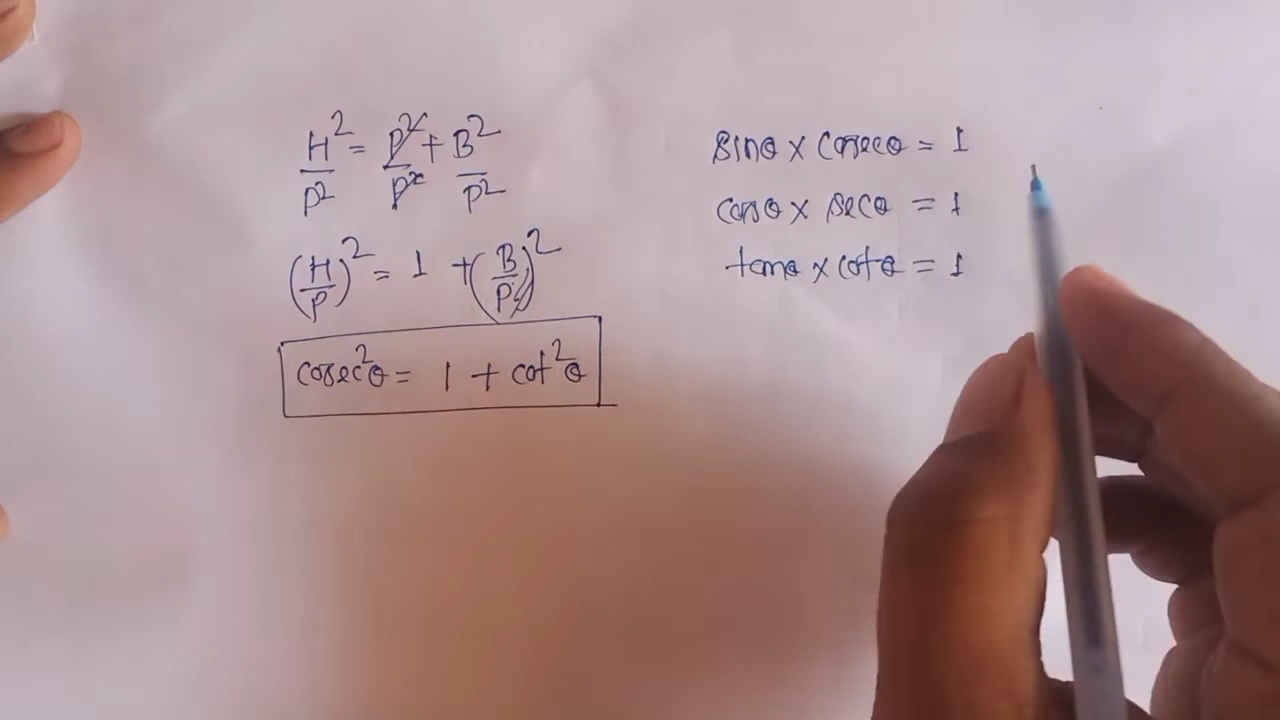 H²/P² = P²/P² + B²/P²
(H/P)² = 1 + (B/P)²
cosec²θ = 1 + cot²θ
sinθ × cosecθ = 1
cosθ × secθ = 1
tanθ × cotθ = 1